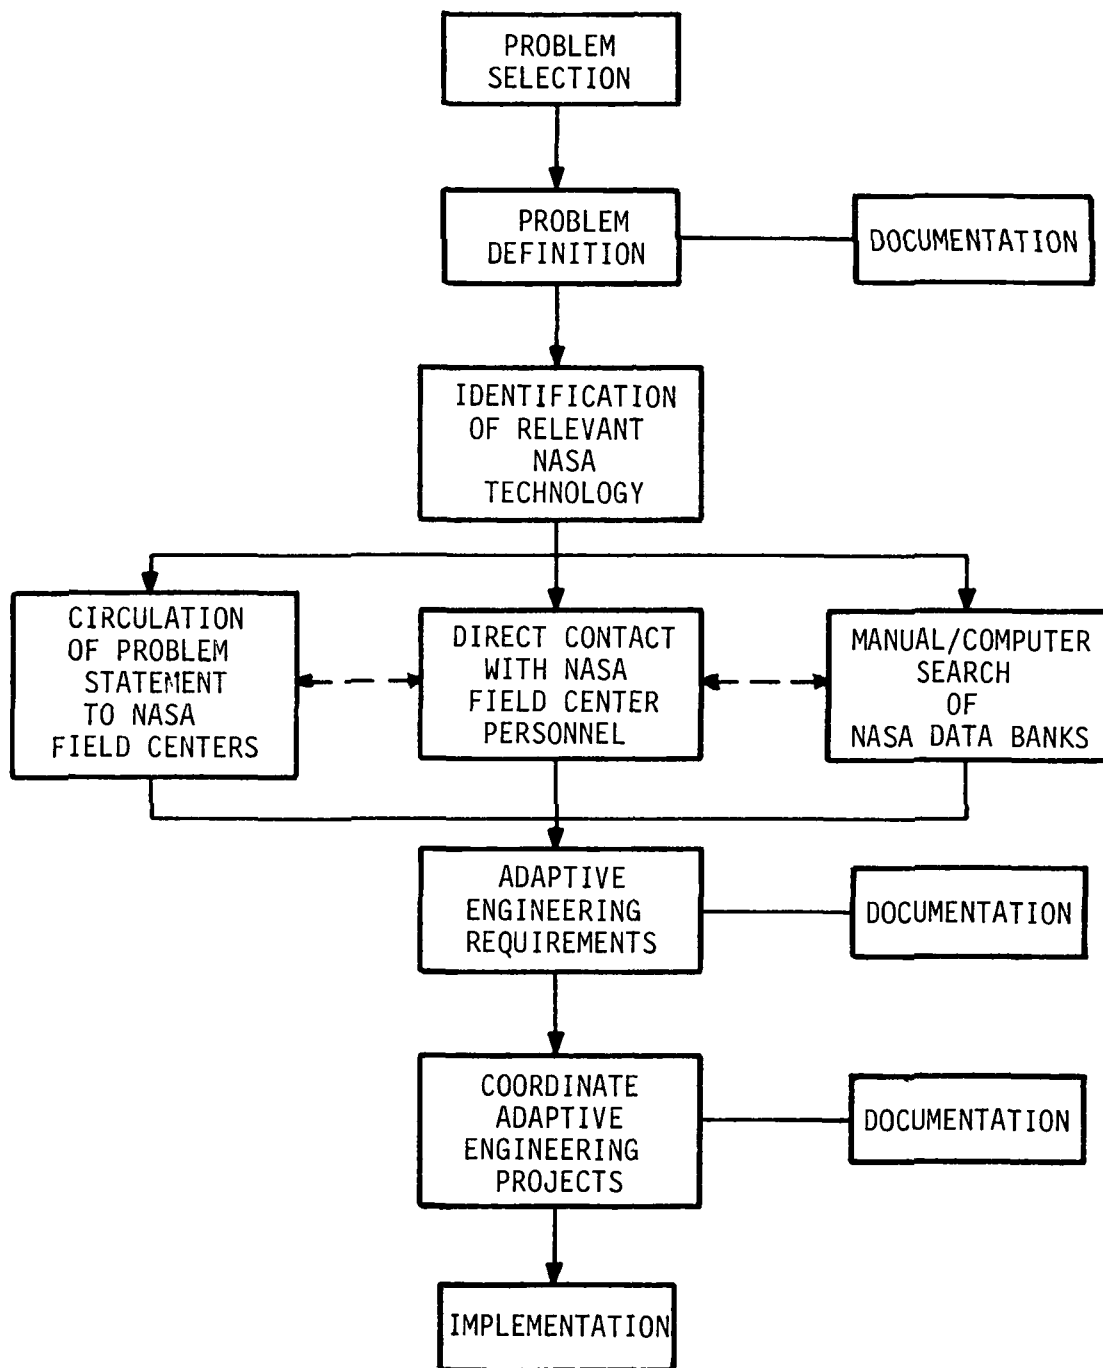 PROBLEM
SELECTION
PROBLEM
DEFINITION
DOCUMENTATION
IDENTIFICATION
OF RELEVANT
NASA
TECHNOLOGY
CIRCULATION
OF PROBLEM
STATEMENT
TO NASA
FIELD CENTERS
DIRECT CONTACT
WITH NASA
FIELD CENTER
PERSONNEL
MANUAL/COMPUTER
SEARCH
OF
NASA DATA BANKS
ADAPTIVE
ENGINEERING
REQUIREMENTS
DOCUMENTATION
COORDINATE
ADAPTIVE
ENGINEERING
PROJECTS
DOCUMENTATION
IMPLEMENTATION